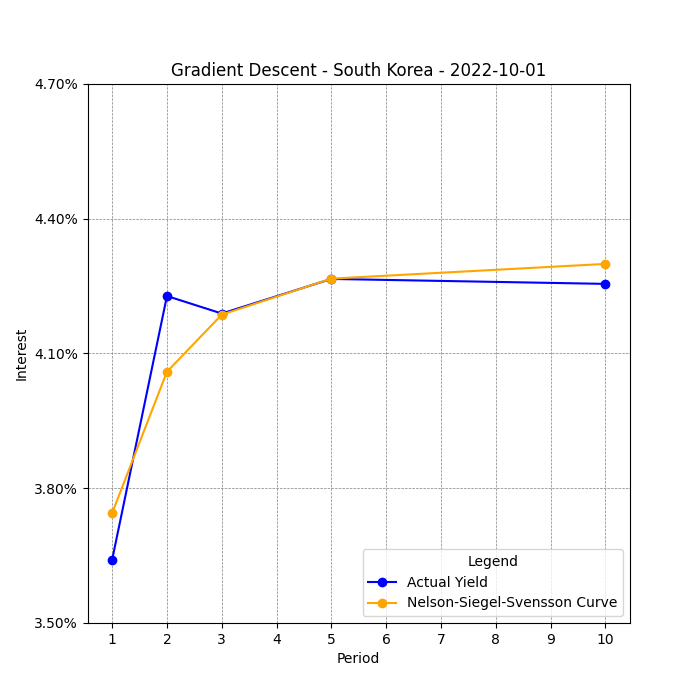 Gradient Descent - South Korea - 2022-10-01
4.70%
4.40%
4.10%
3.80%
3.50%
Interest
1 2 3 4 5 6 7 8 9 10
Period
Legend
Actual Yield
Nelson-Siegel-Svensson Curve